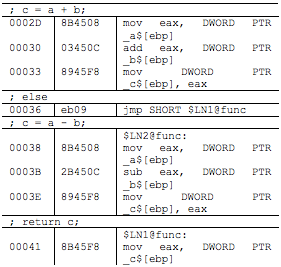 ; c = a + b;
0002D 8B4508 mov eax, DWORD PTR
_a$[ebp]
00030 03450C add eax, DWORD PTR
_b$[ebp]
00033 8945F8 mov DWORD PTR
_c$[ebp], eax
; else
00036 eb09 jmp SHORT $LN1@func
; c = a - b;
$LN2@func:
00038 8B4508 mov eax, DWORD PTR
_a$[ebp]
0003B 2B450C sub eax, DWORD PTR
_b$[ebp]
0003E 8945F8 mov DWORD PTR
_c$[ebp], eax
; return c;
$LN1@func:
00041 8B45F8 mov eax, DWORD PTR
_c$[ebp]